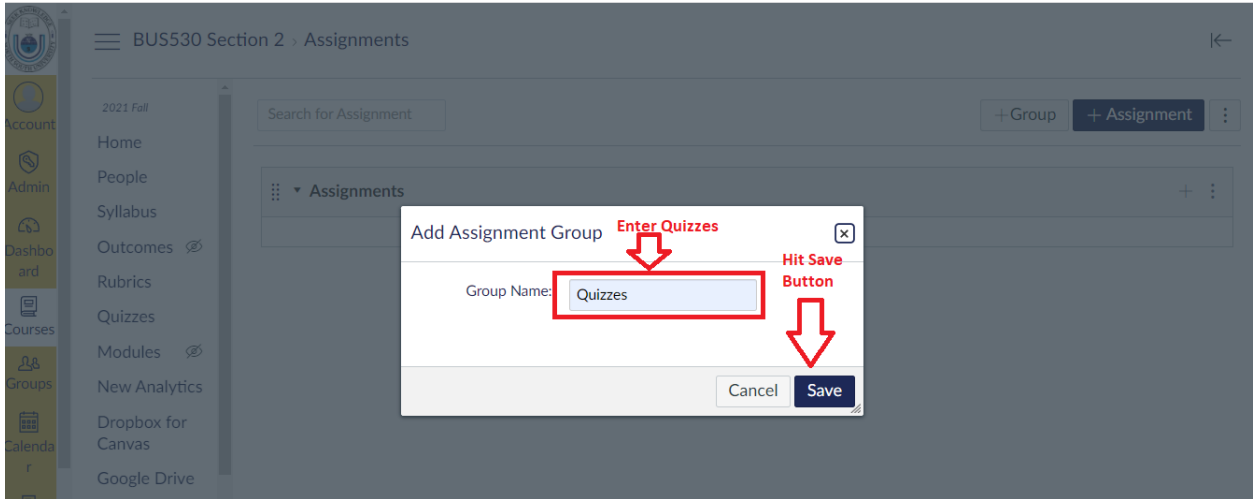 BUS530 Section 2 › Assignments
Account
Admin
Dashbo
ard
Courses
Groups
Calenda
r
2021 Fall
Home
People
Syllabus
Outcomes
Rubrics
Quizzes
Modules
New Analytics
Dropbox for
Canvas
Google Drive
Search for Assignment
+ Group
+ Assignment
Assignments
Add Assignment Group
Enter Quizzes
Hit Save
Button
Group Name:
Quizzes
Cancel
Save